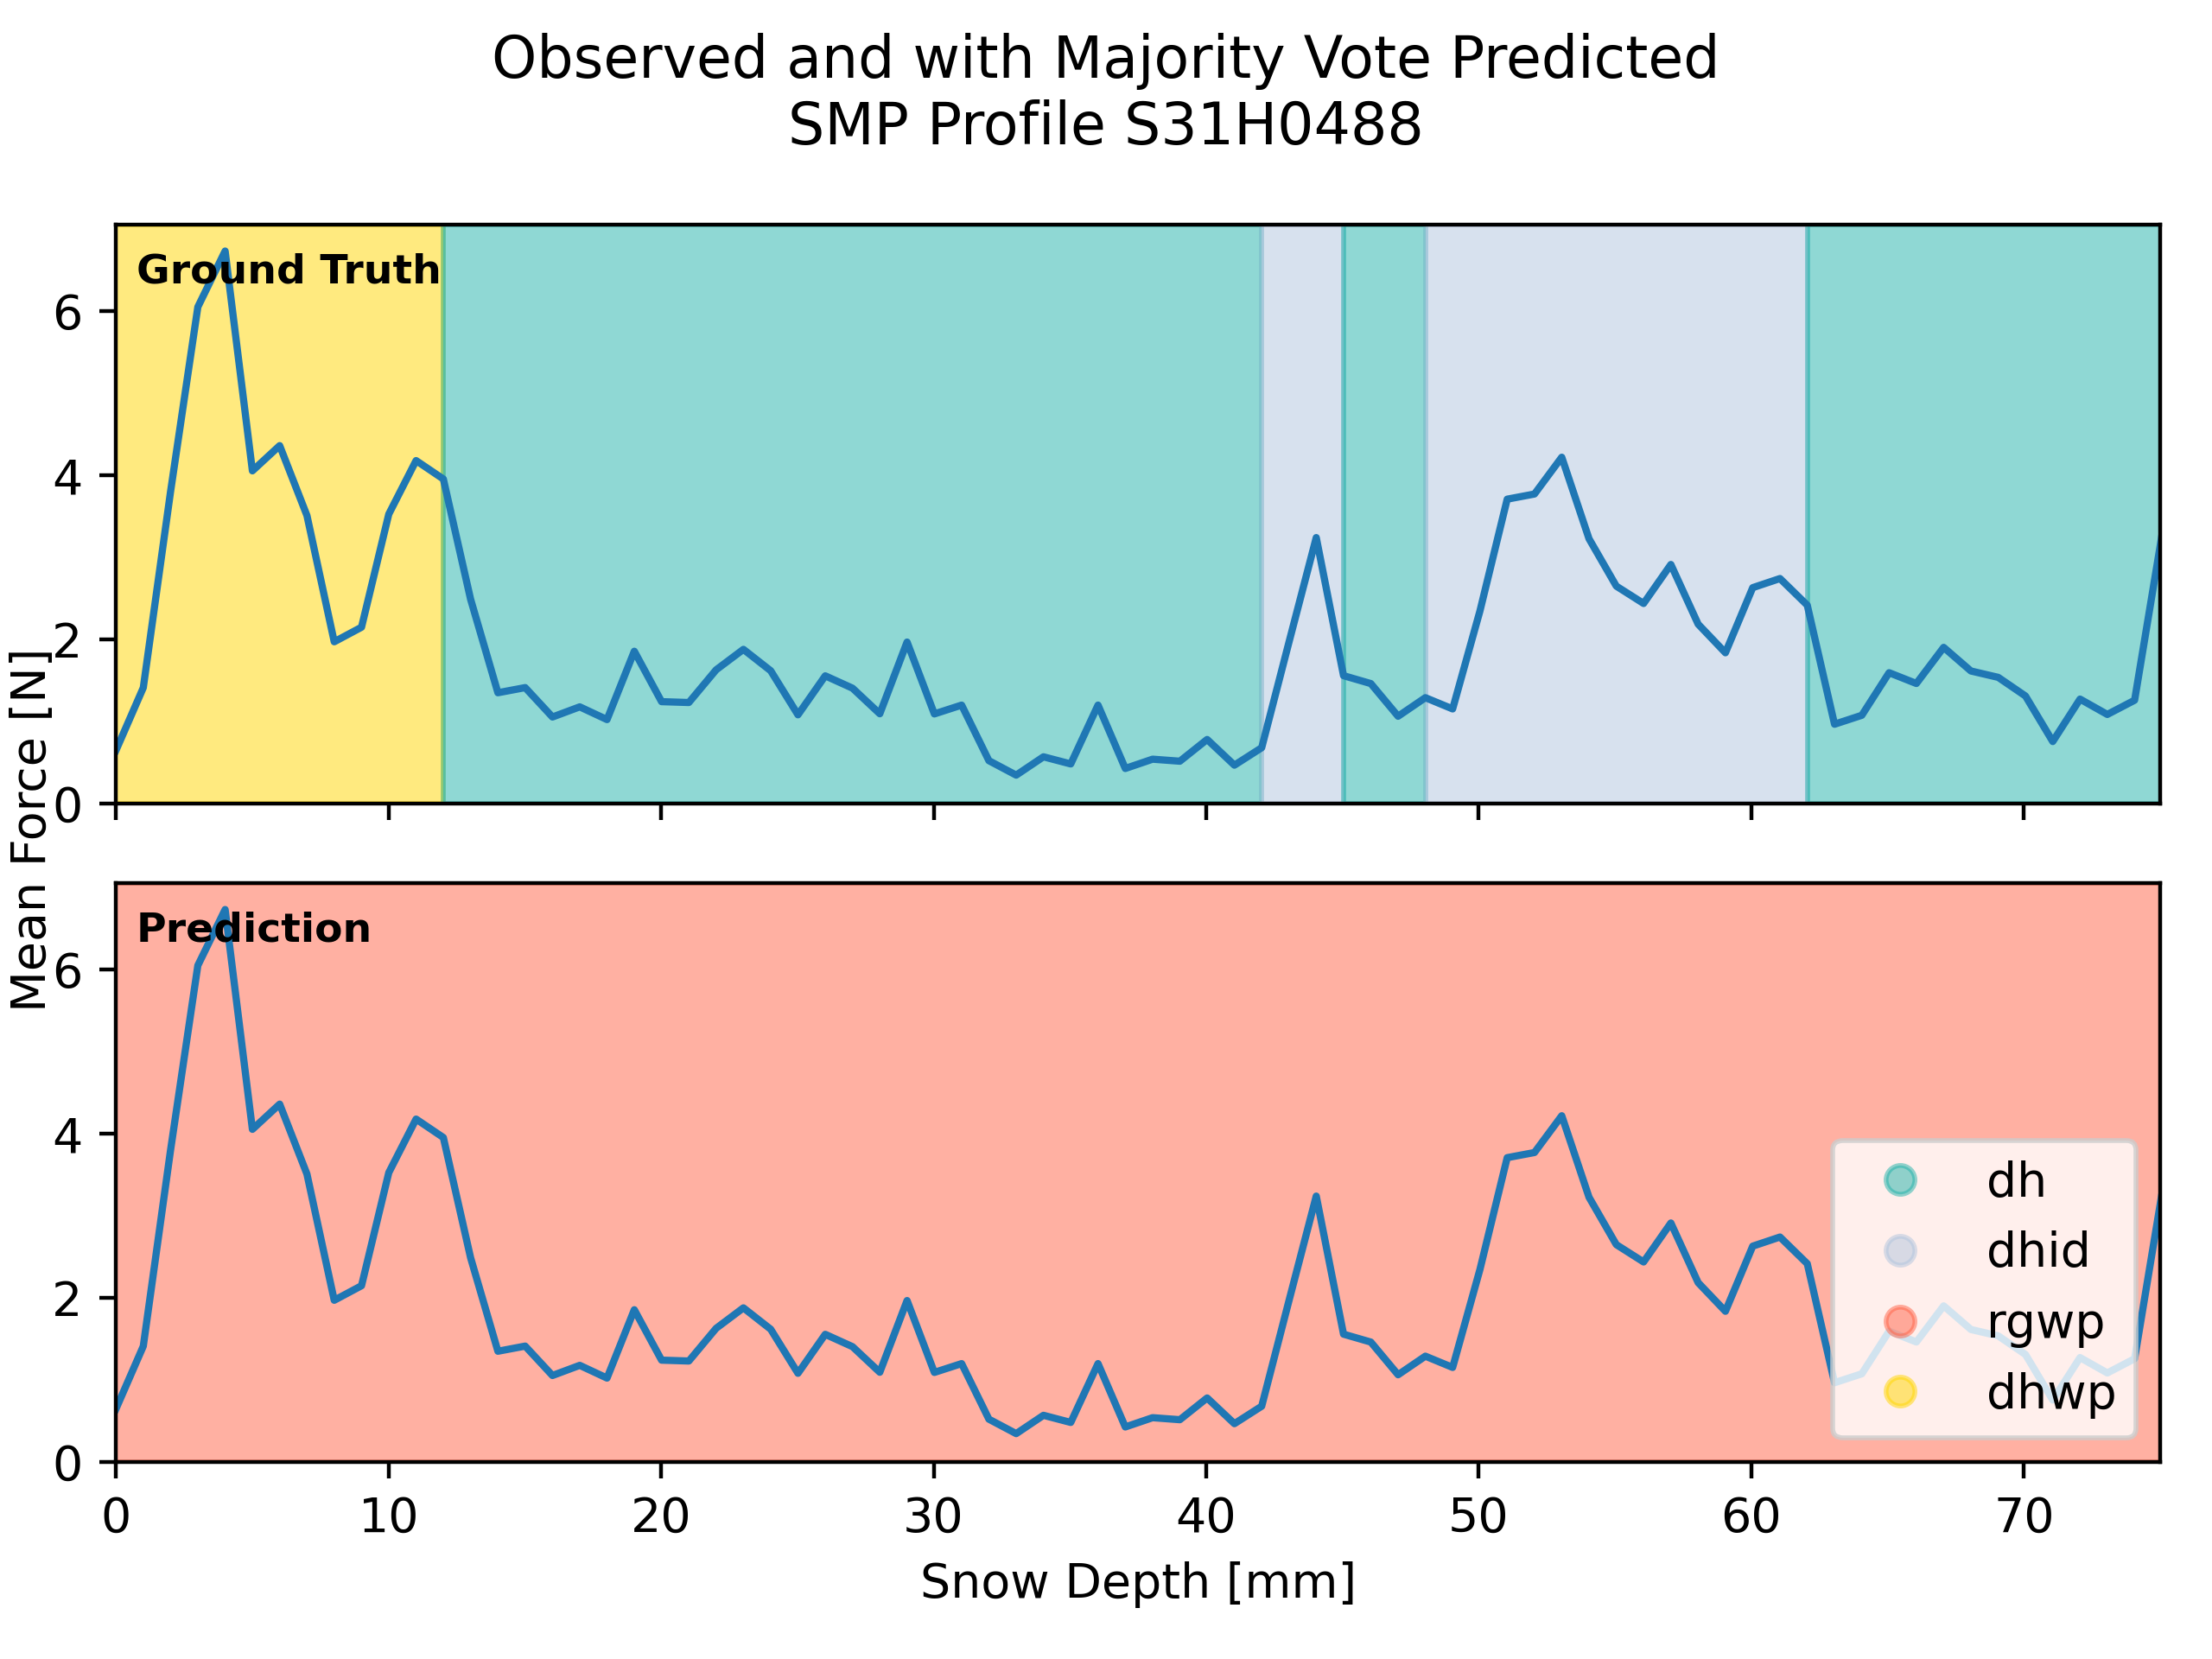 Observed and with Majority Vote Predicted
SMP Profile S31H0488
Ground Truth
6
4
2
0
Mean Force [N]
Prediction
6
4
2
0
dh
dhid
rgwp
dhwp
0 10 20 30 40 50 60 70
Snow Depth [mm]